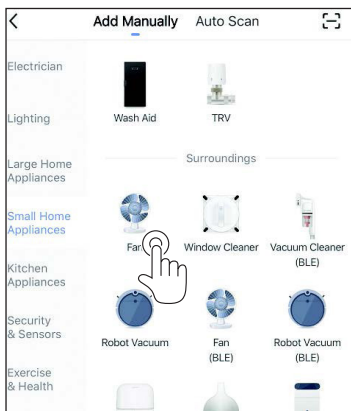 Add Manually Auto Scan
Electrician
Lighting
Large Home
Appliances
Small Home
Appliances
Kitchen
Appliances
Security
& Sensors
Exercise
& Health
Wash Aid TRV
Surroundings
Fan Window Cleaner Vacuum Cleaner
(BLE)
Robot Vacuum Fan
(BLE) Robot Vacuum
(BLE)